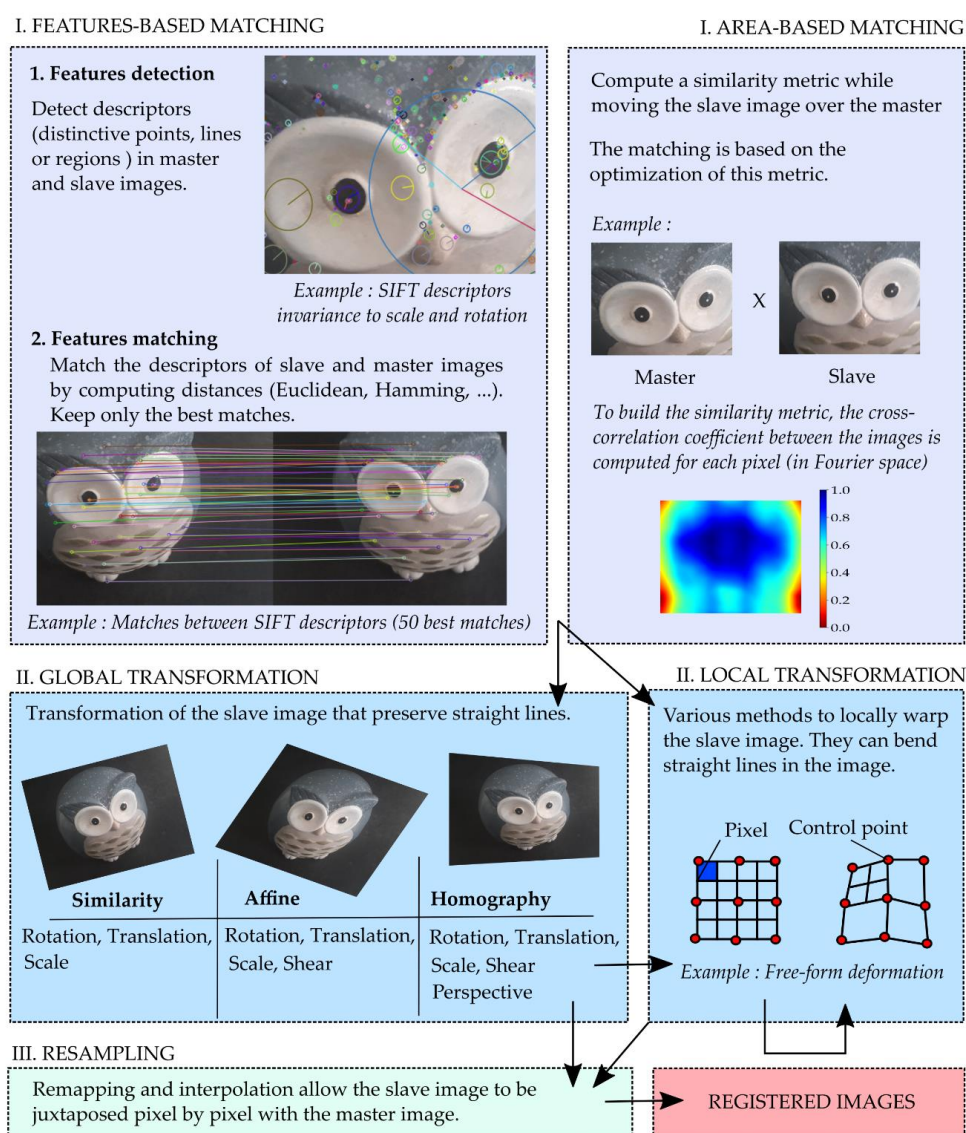 I. FEATURES-BASED MATCHING
1. Features detection
Detect descriptors
(distinctive points, lines
or regions ) in master
and slave images.
Example : SIFT descriptors
invariance to scale and rotation
2. Features matching
Match the descriptors of slave and master images
by computing distances (Euclidean, Hamming, ...).
Keep only the best matches.
Example : Matches between SIFT descriptors (50 best matches)
I. AREA-BASED MATCHING
Compute a similarity metric while
moving the slave image over the master
The matching is based on the
optimization of this metric.
Example :
X
Master
Slave
To build the similarity metric, the cross-
correlation coefficient between the images is
computed for each pixel (in Fourier space)
1.0
0.8
0.6
0.4
0.2
0.0
II. GLOBAL TRANSFORMATION
Transformation of the slave image that preserve straight lines.
Similarity
Affine
Homography
Rotation, Translation,
Scale
Rotation, Translation,
Scale, Shear
Rotation, Translation,
Scale, Shear
Perspective
II. LOCAL TRANSFORMATION
Various methods to locally warp
the slave image. They can bend
straight lines in the image.
Pixel
Control point
Example : Free-form deformation
III. RESAMPLING
Remapping and interpolation allow the slave image to be
juxtaposed pixel by pixel with the master image.
REGISTERED IMAGES